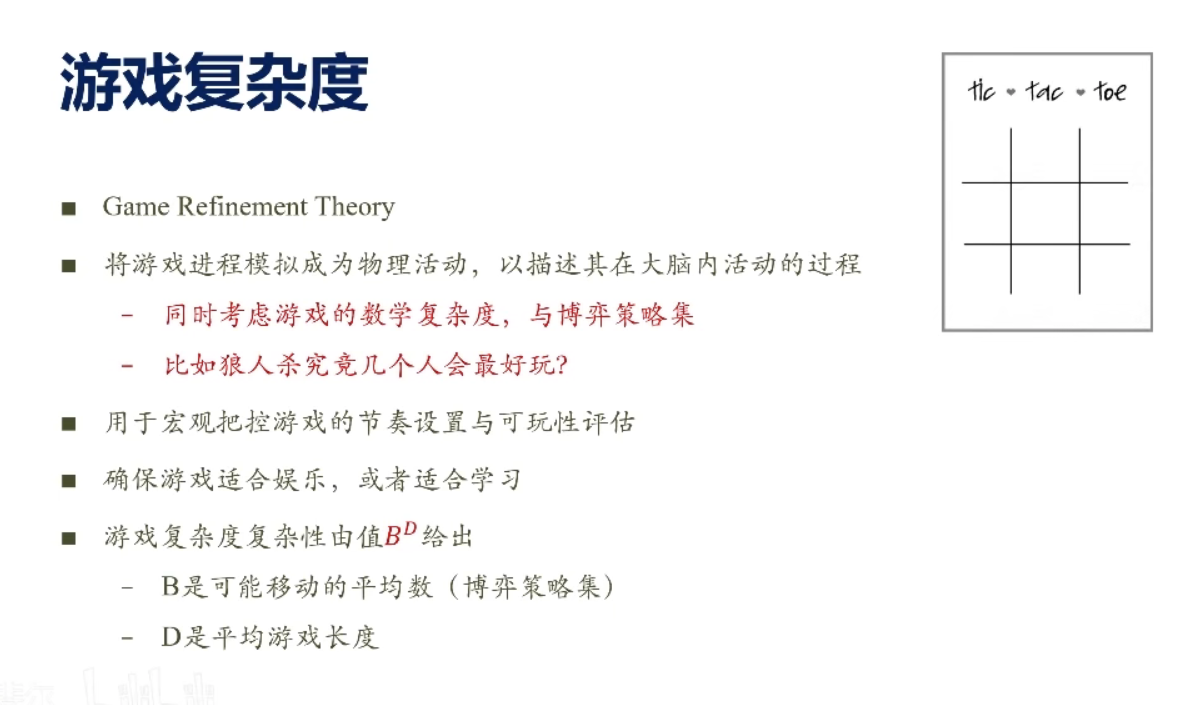 游戏复杂度
tic ♥ tac ♥ toe
■ Game Refinement Theory
■ 将游戏进程模拟成为物理活动，以描述其在大脑内活动的过程
– 同时考虑游戏的数学复杂度，与博弈策略集
– 比如狼人杀究竟几个人会最好玩？
■ 用于宏观把控游戏的节奏设置与可玩性评估
■ 确保游戏适合娱乐，或者适合学习
■ 游戏复杂度复杂性由值B^D给出
– B是可能移动的平均数（博弈策略集）
– D是平均游戏长度